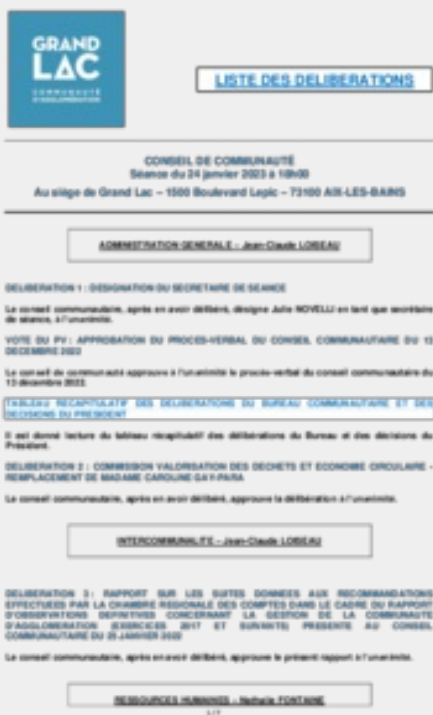 GRAND
LAC
COMMUNAUTÉ
D'AGGLOMÉRATION
LISTE DES DELIBERATIONS
CONSEIL DE COMMUNAUTÉ
Séance du 24 janvier 2023 à 18h00
Au siège de Grand Lac – 1500 Boulevard Lepic – 73100 AIX-LES-BAINS
ADMINISTRATION GENERALE – Jean-Claude LOISEAU
DELIBERATION 1 : DESIGNATION DU SECRETAIRE DE SEANCE
Le conseil communautaire, après en avoir délibéré, désigne Julie NOVELLI en tant que secrétaire
de séance, à l'unanimité.
VOTE DU PV : APPROBATION DU PROCES-VERBAL DU CONSEIL COMMUNAUTAIRE DU 13
DECEMBRE 2022
Le conseil de communauté approuve à l'unanimité le procès-verbal du conseil communautaire du
13 décembre 2022.
TABLEAU RECAPITULATIF DES DELIBERATIONS DU BUREAU COMMUNAUTAIRE ET DES
DECISIONS DU PRESIDENT
Il est donné lecture du tableau récapitulatif des délibérations du Bureau et des décisions du
Président.
DELIBERATION 2 : COMMISSION VALORISATION DES DECHETS ET ECONOMIE CIRCULAIRE –
REMPLACEMENT DE MADAME CAROLINE GAY-PARA
Le conseil communautaire, après en avoir délibéré, approuve la délibération à l'unanimité.
INTERCOMMUNALITE – Jean-Claude LOISEAU
DELIBERATION 3 : RAPPORT SUR LES SUITES DONNEES AUX RECOMMANDATIONS
EFFECTUEES PAR LA CHAMBRE REGIONALE DES COMPTES DANS LE CADRE DU RAPPORT
D'OBSERVATIONS DEFINITIVES CONCERNANT LA GESTION DE LA COMMUNAUTE
D'AGGLOMERATION (EXERCICES 2017 ET SUIVANTS) PRESENTE AU CONSEIL
COMMUNAUTAIRE DU 25 JANVIER 2022
Le conseil communautaire, après en avoir délibéré, approuve le présent rapport à l'unanimité.
RESSOURCES HUMAINES – Nathalie FONTAINE
1/7